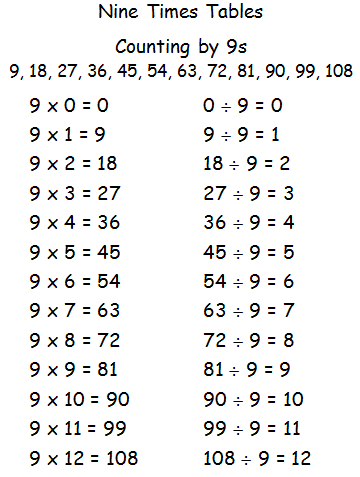 Nine Times Tables
Counting by 9s
9, 18, 27, 36, 45, 54, 63, 72, 81, 90, 99, 108
9 x 0 = 0 0 ÷ 9 = 0
9 x 1 = 9 9 ÷ 9 = 1
9 x 2 = 18 18 ÷ 9 = 2
9 x 3 = 27 27 ÷ 9 = 3
9 x 4 = 36 36 ÷ 9 = 4
9 x 5 = 45 45 ÷ 9 = 5
9 x 6 = 54 54 ÷ 9 = 6
9 x 7 = 63 63 ÷ 9 = 7
9 x 8 = 72 72 ÷ 9 = 8
9 x 9 = 81 81 ÷ 9 = 9
9 x 10 = 90 90 ÷ 9 = 10
9 x 11 = 99 99 ÷ 9 = 11
9 x 12 = 108 108 ÷ 9 = 12